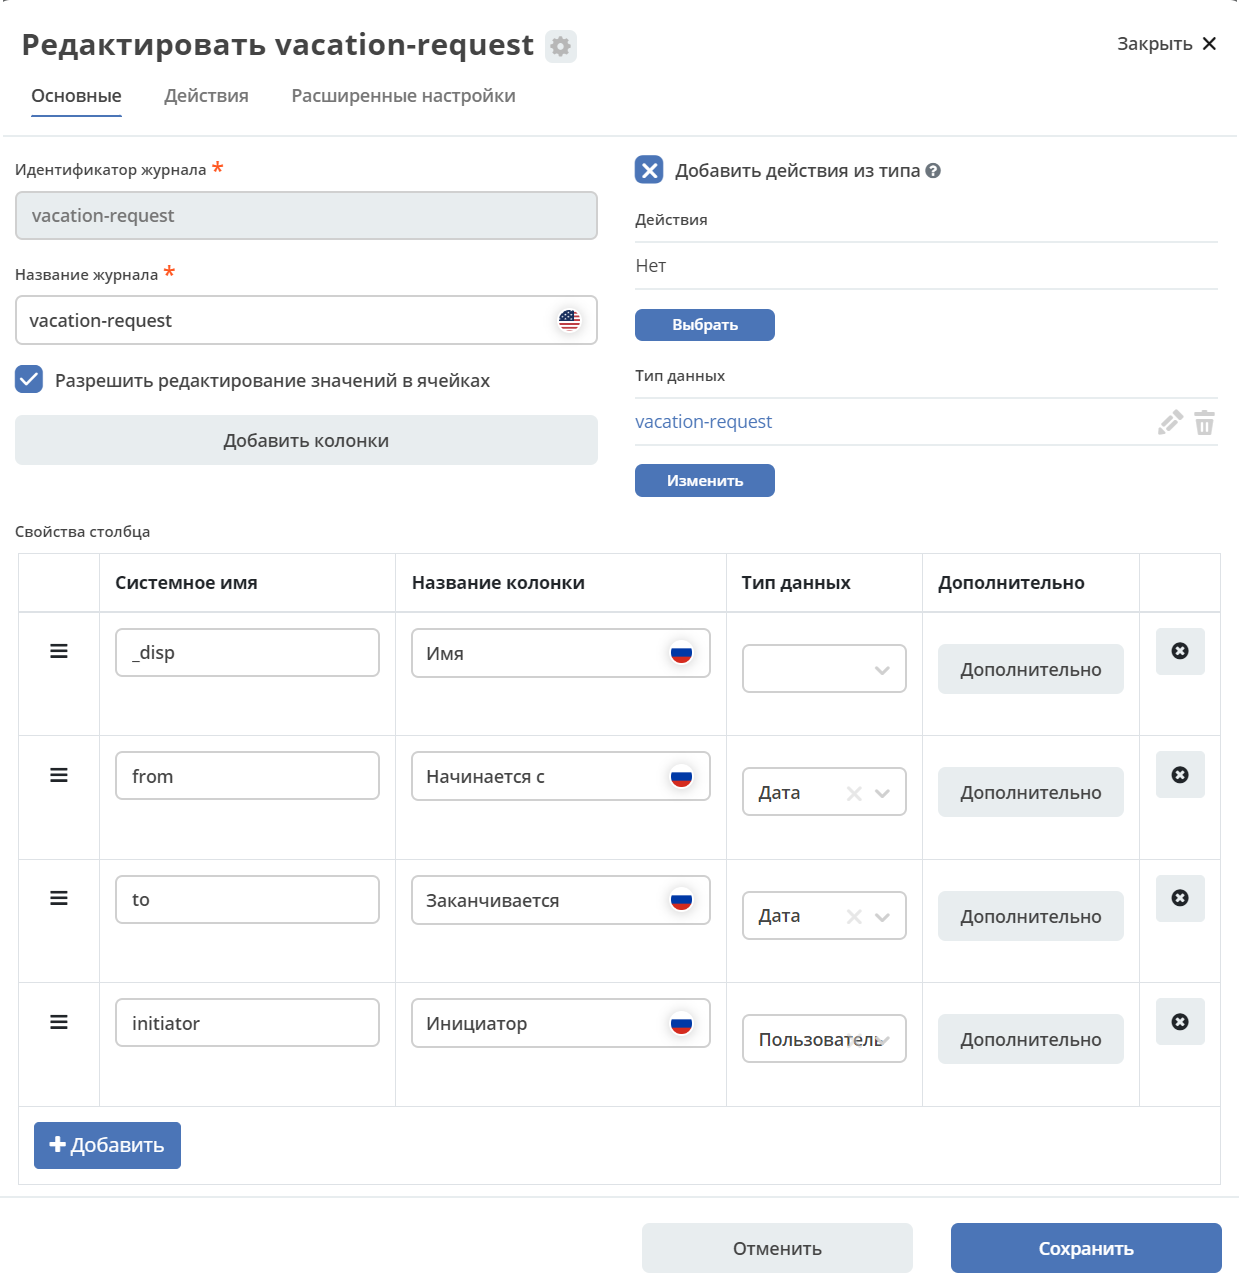 Редактировать vacation-request
Закрыть
Основные
Действия
Расширенные настройки
Идентификатор журнала *
vacation-request
Название журнала *
vacation-request
Разрешить редактирование значений в ячейках
Добавить колонки
Добавить действия из типа
Действия
Нет
Выбрать
Тип данных
vacation-request
Изменить
Свойства столбца
Системное имя
Название колонки
Тип данных
Дополнительно
_disp
Имя
Дополнительно
from
Начинается с
Дата
Дополнительно
to
Заканчивается
Дата
Дополнительно
initiator
Инициатор
Пользователь
Дополнительно
Добавить
Отменить
Сохранить